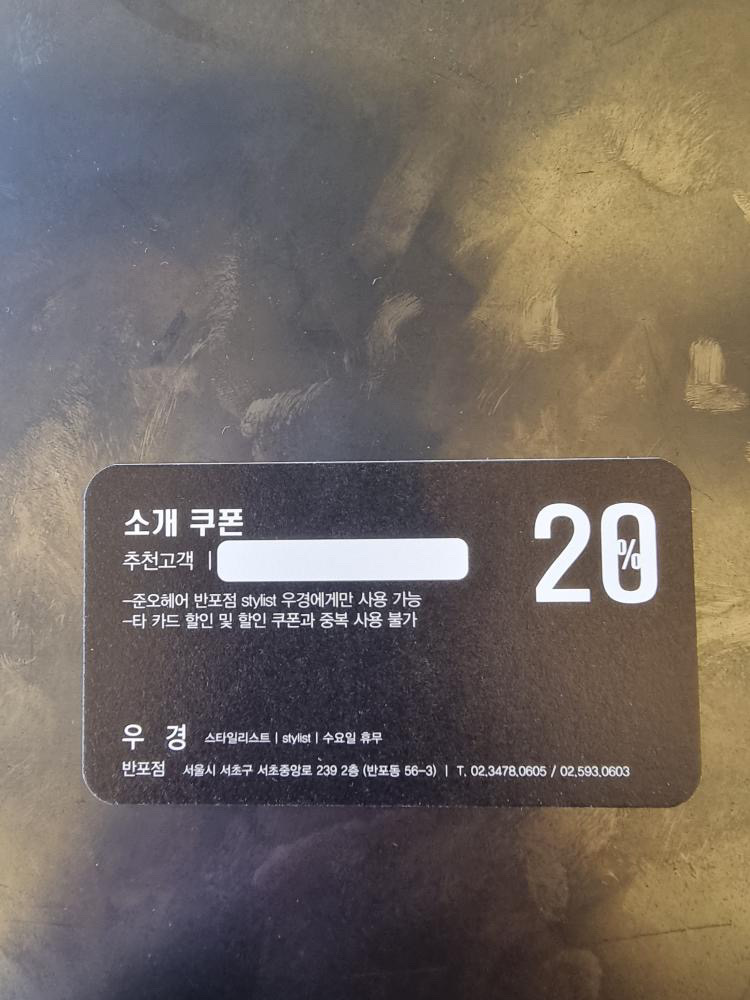 소개 쿠폰
20%
추천고객 |
-준오헤어 반포점 stylist 우경에게만 사용 가능
-타 카드 할인 및 할인 쿠폰과 중복 사용 불가
우 경 스타일리스트 | stylist | 수요일 휴무
반포점 서울시 서초구 서초중앙로 239 2층 (반포동 56-3) | T. 02.3478.0605 / 02.593.0603